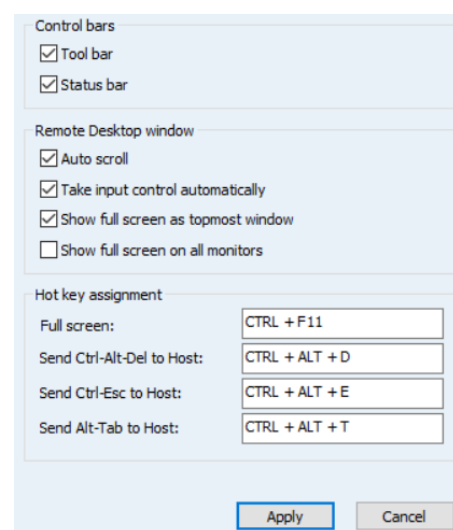 Control bars
Tool bar
Status bar
Remote Desktop window
Auto scroll
Take input control automatically
Show full screen as topmost window
Show full screen on all monitors
Hot key assignment
Full screen: CTRL + F11
Send Ctrl-Alt-Del to Host: CTRL + ALT + D
Send Ctrl-Esc to Host: CTRL + ALT + E
Send Alt-Tab to Host: CTRL + ALT + T
Apply Cancel